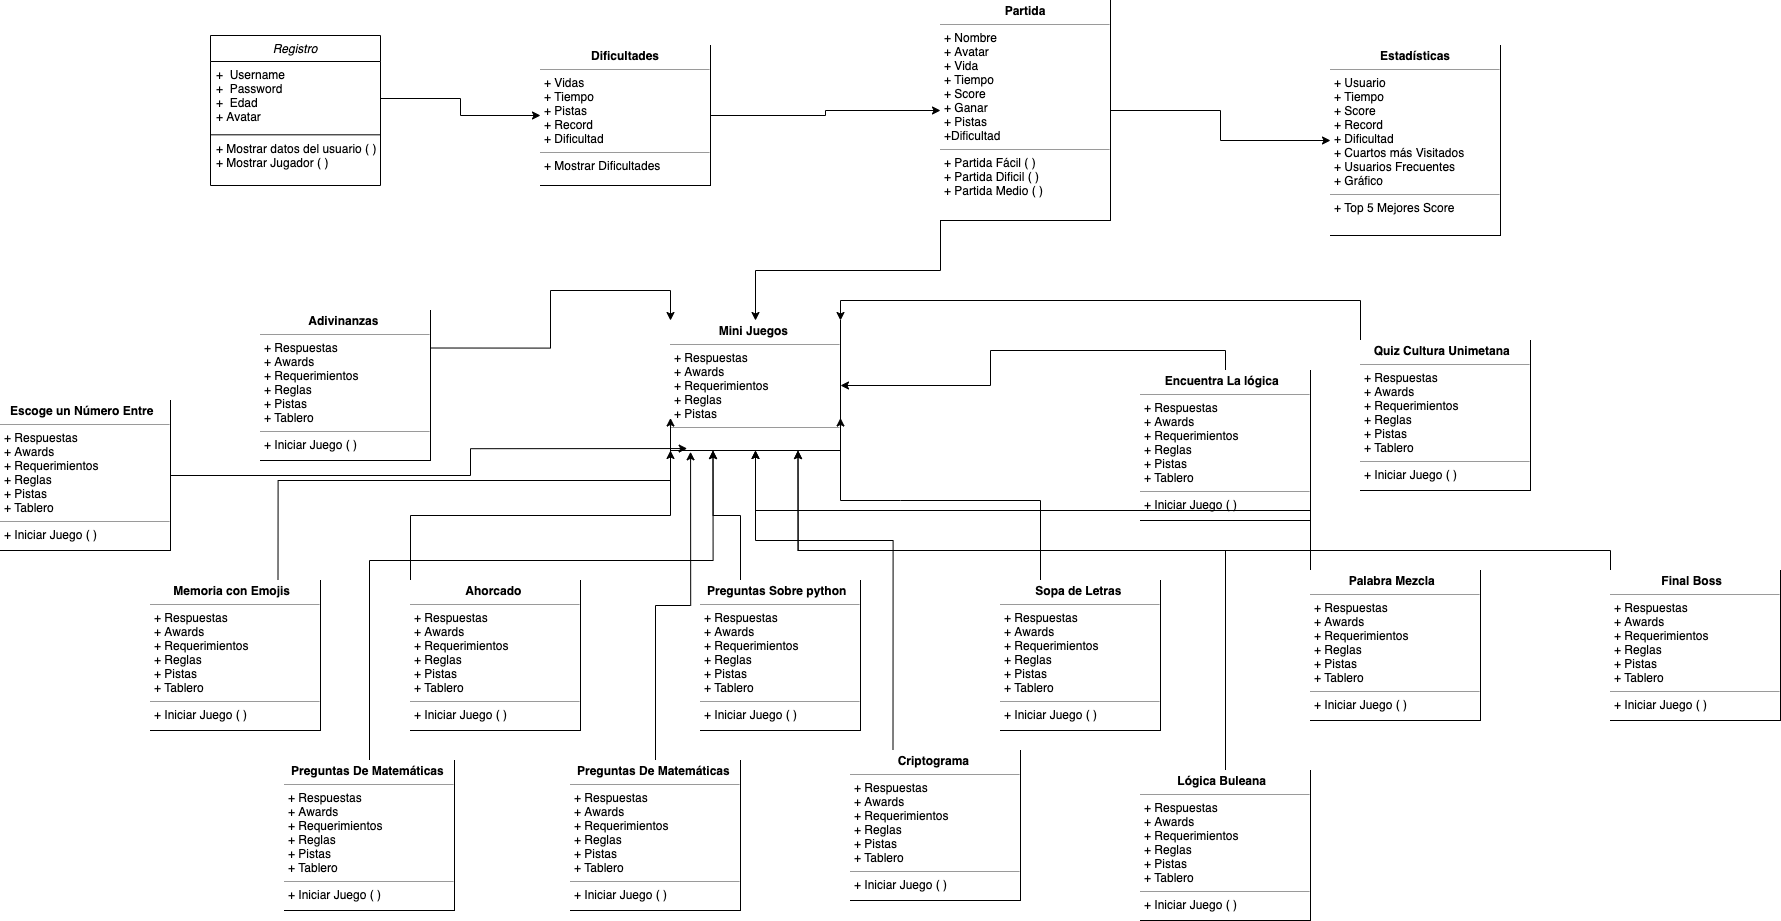 Registro
+  Username
+  Password
+  Edad
+ Avatar
+ Mostrar datos del usuario ( )
+ Mostrar Jugador ( )
Dificultades
+ Vidas
+ Tiempo
+ Pistas
+ Record
+ Dificultad
+ Mostrar Dificultades
Partida
+ Nombre
+ Avatar
+ Vida
+ Tiempo
+ Score
+ Ganar
+ Pistas
+Dificultad
+ Partida Fácil ( )
+ Partida Dificil ( )
+ Partida Medio ( )
Estadísticas
+ Usuario
+ Tiempo
+ Score
+ Record
+ Dificultad
+ Cuartos más Visitados
+ Usuarios Frecuentes
+ Gráfico
+ Top 5 Mejores Score
Adivinanzas
+ Respuestas
+ Awards
+ Requerimientos
+ Reglas
+ Pistas
+ Tablero
+ Iniciar Juego ( )
Mini Juegos
+ Respuestas
+ Awards
+ Requerimientos
+ Reglas
+ Pistas
Quiz Cultura Unimetana
+ Respuestas
+ Awards
+ Requerimientos
+ Reglas
+ Pistas
+ Tablero
+ Iniciar Juego ( )
Encuentra La lógica
+ Respuestas
+ Awards
+ Requerimientos
+ Reglas
+ Pistas
+ Tablero
+ Iniciar Juego ( )
Escoge un Número Entre
+ Respuestas
+ Awards
+ Requerimientos
+ Reglas
+ Pistas
+ Tablero
+ Iniciar Juego ( )
Memoria con Emojis
+ Respuestas
+ Awards
+ Requerimientos
+ Reglas
+ Pistas
+ Tablero
+ Iniciar Juego ( )
Ahorcado
+ Respuestas
+ Awards
+ Requerimientos
+ Reglas
+ Pistas
+ Tablero
+ Iniciar Juego ( )
Preguntas Sobre python
+ Respuestas
+ Awards
+ Requerimientos
+ Reglas
+ Pistas
+ Tablero
+ Iniciar Juego ( )
Sopa de Letras
+ Respuestas
+ Awards
+ Requerimientos
+ Reglas
+ Pistas
+ Tablero
+ Iniciar Juego ( )
Palabra Mezcla
+ Respuestas
+ Awards
+ Requerimientos
+ Reglas
+ Pistas
+ Tablero
+ Iniciar Juego ( )
Final Boss
+ Respuestas
+ Awards
+ Requerimientos
+ Reglas
+ Pistas
+ Tablero
+ Iniciar Juego ( )
Preguntas De Matemáticas
+ Respuestas
+ Awards
+ Requerimientos
+ Reglas
+ Pistas
+ Tablero
+ Iniciar Juego ( )
Preguntas De Matemáticas
+ Respuestas
+ Awards
+ Requerimientos
+ Reglas
+ Pistas
+ Tablero
+ Iniciar Juego ( )
Criptograma
+ Respuestas
+ Awards
+ Requerimientos
+ Reglas
+ Pistas
+ Tablero
+ Iniciar Juego ( )
Lógica Buleana
+ Respuestas
+ Awards
+ Requerimientos
+ Reglas
+ Pistas
+ Tablero
+ Iniciar Juego ( )